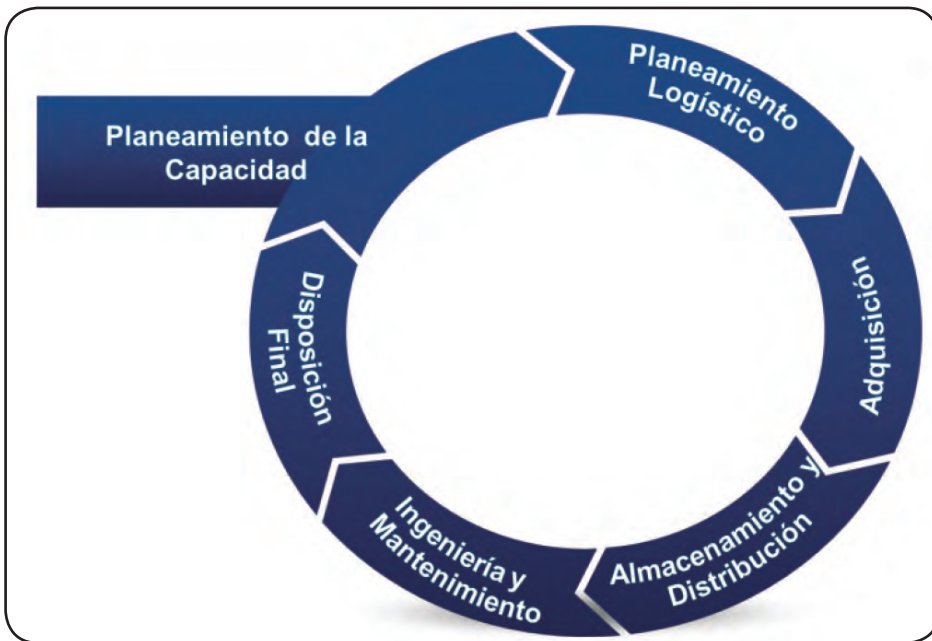 Planeamiento de la
Capacidad
Planeamiento
Logístico
Adquisición
Almacenamiento y
Distribución
Ingeniería y
Mantenimiento
Disposición
Final